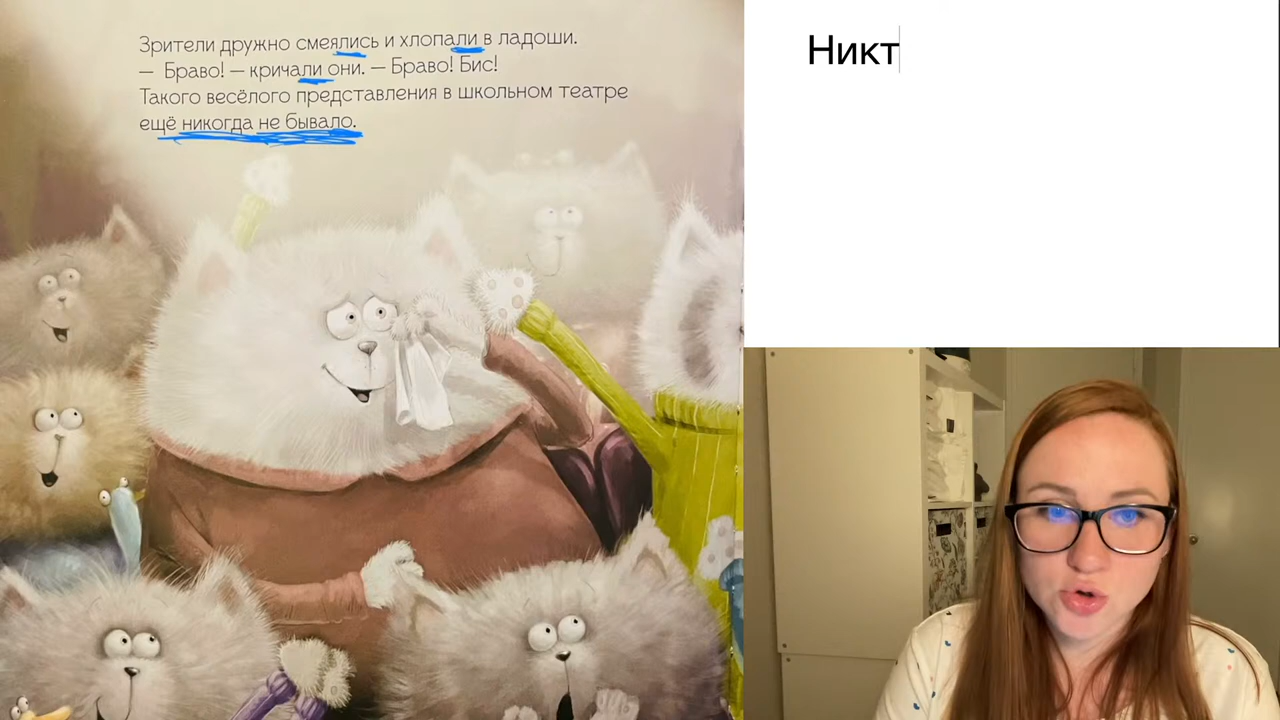 Зрители дружно смеялись и хлопали в ладоши.
— Браво! — кричали они. — Браво! Бис!
Такого весёлого представления в школьном театре
ещё никогда не бывало.
Никт